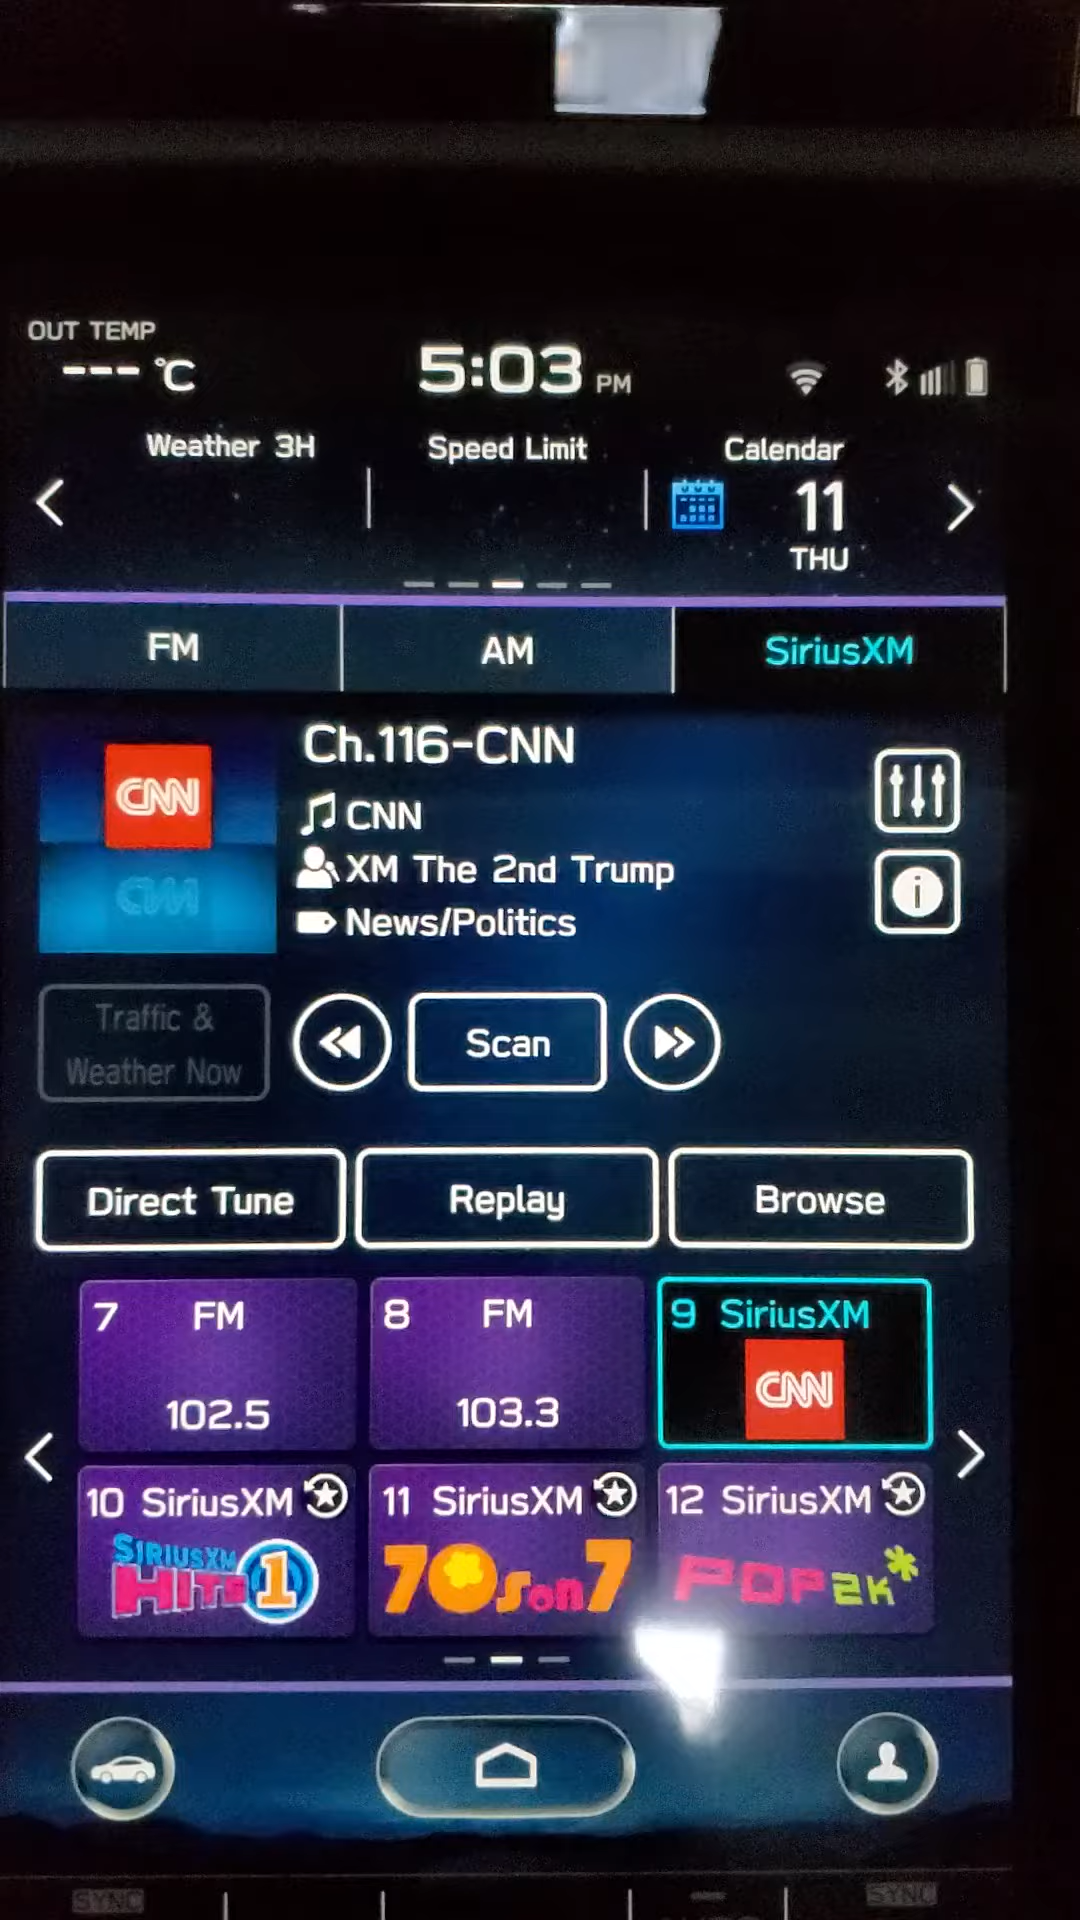 OUT TEMP
--- °C
5:03 PM
Weather 3H
Speed Limit
Calendar
11
THU
FM
AM
SiriusXM
CNN
Ch.116-CNN
CNN
XM The 2nd Trump
News/Politics
Traffic &
Weather Now
Scan
Direct Tune
Replay
Browse
7 FM
102.5
8 FM
103.3
9 SiriusXM
CNN
10 SiriusXM
SIRIUSXM
HITS 1
11 SiriusXM
70s on 7
12 SiriusXM
POP2K
SYNC
SYNC